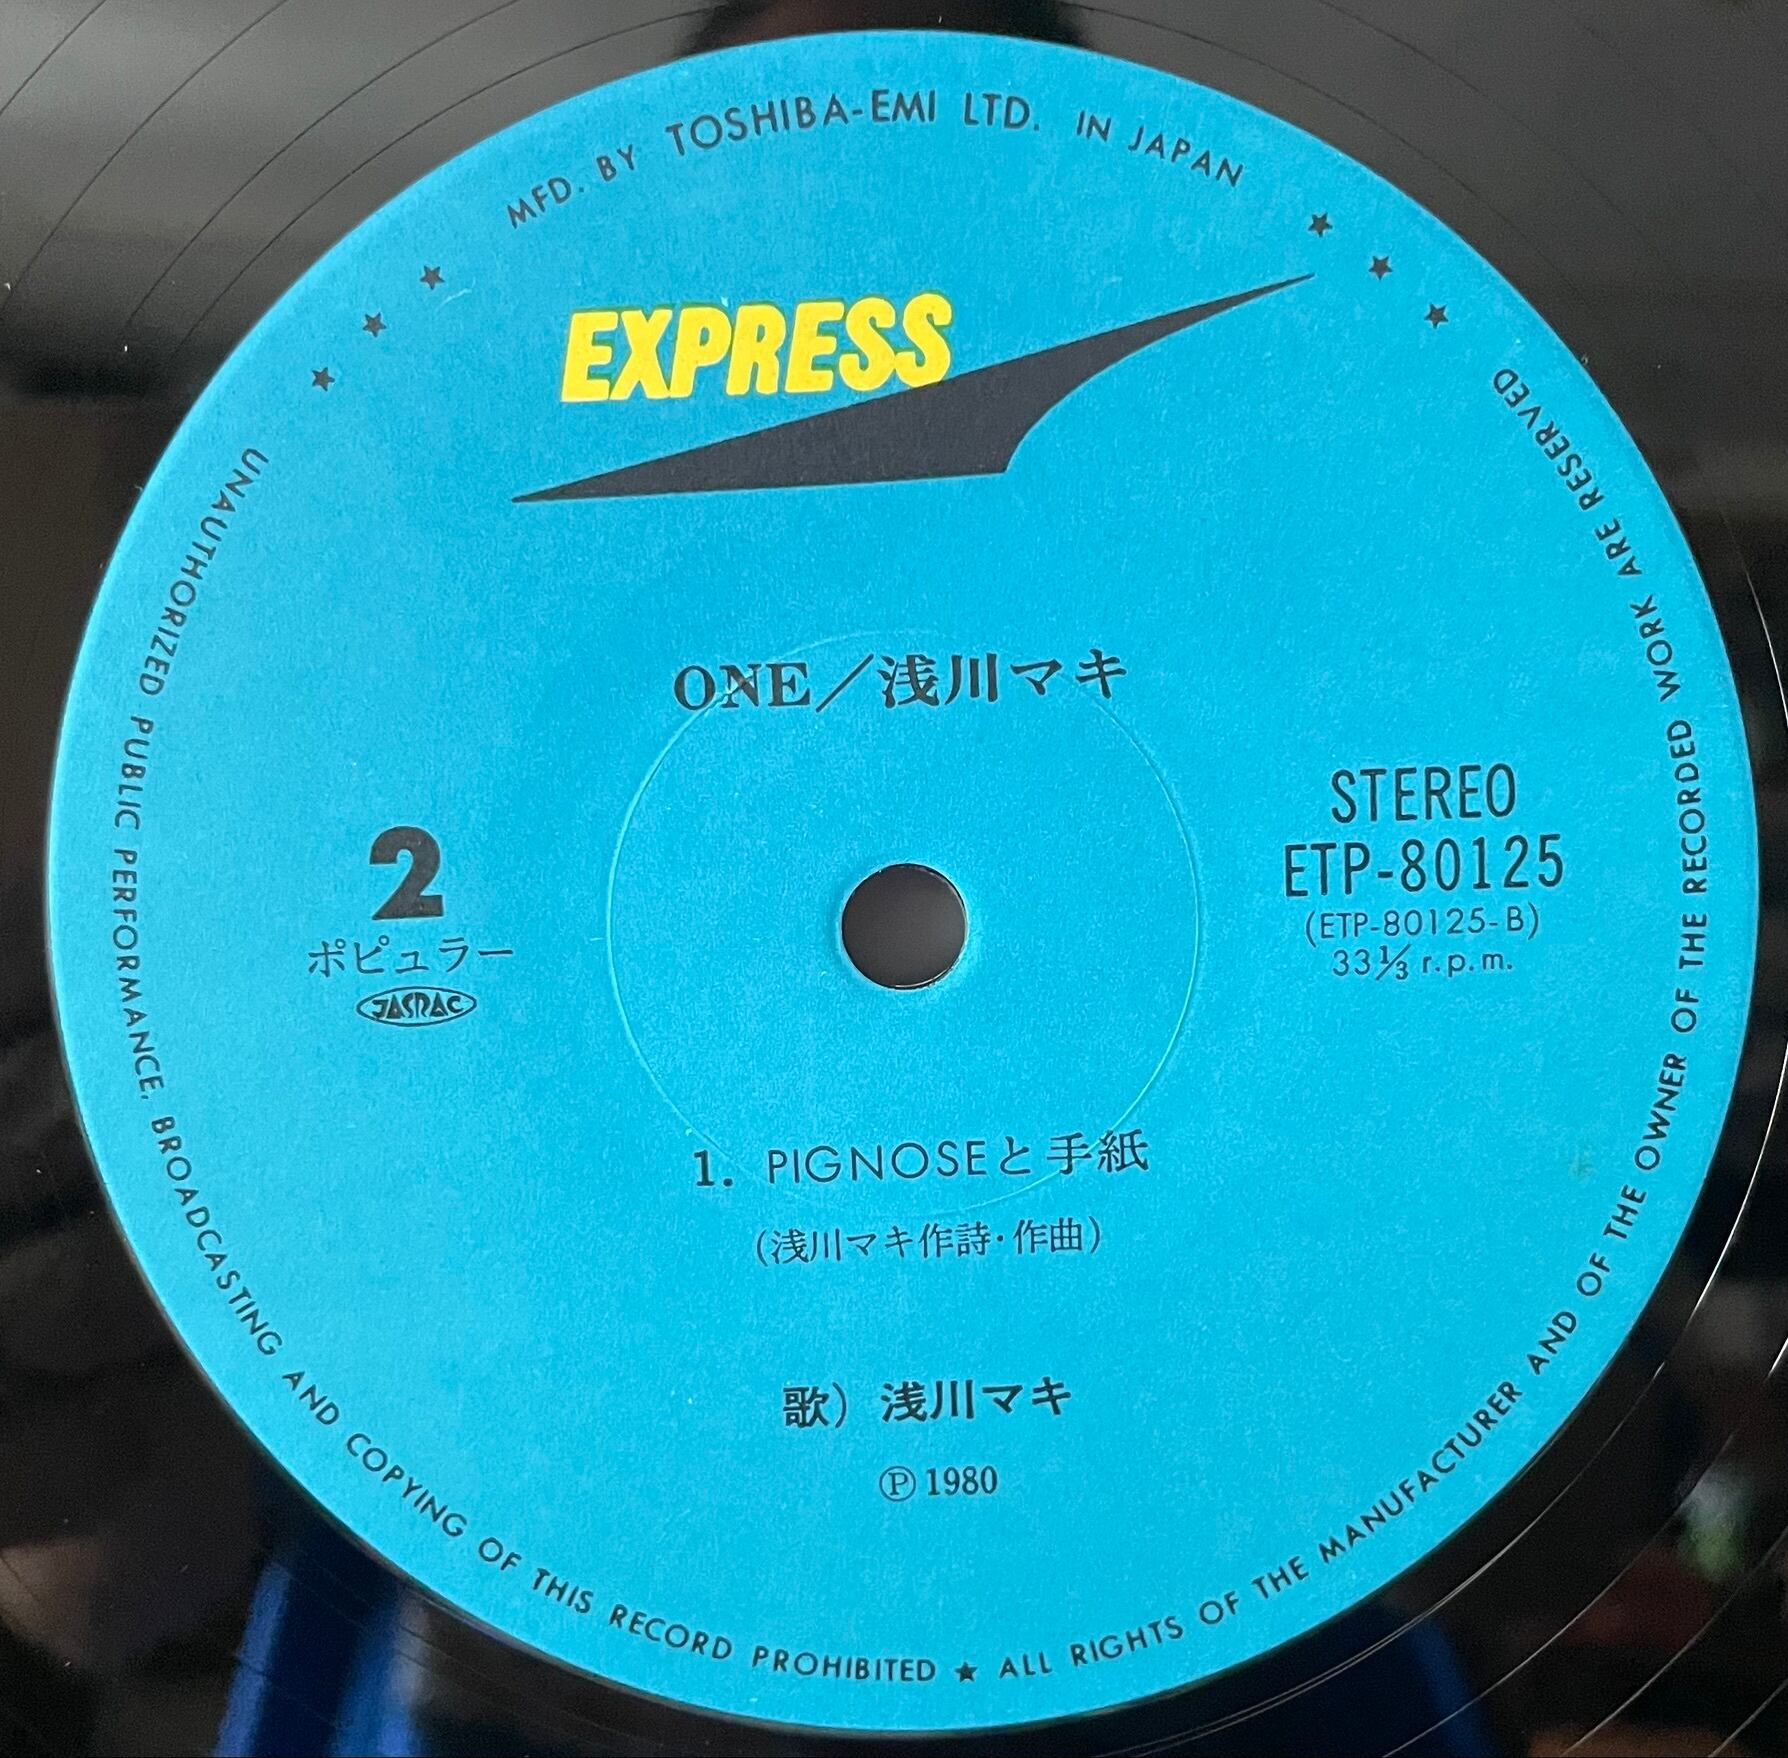 MFD. BY TOSHIBA-EMI LTD. IN JAPAN
EXPRESS
ONE／浅川マキ
2
ポピュラー
JASRAC
STEREO
ETP-80125
(ETP-80125-B)
33⅓ r.p.m.
1. PIGNOSEと手紙
(浅川マキ作詩·作曲)
歌) 浅川マキ
Ⓟ 1980
UNAUTHORIZED PUBLIC PERFORMANCE, BROADCASTING AND COPYING OF THIS RECORD PROHIBITED ★ ALL RIGHTS OF THE MANUFACTURER AND OF THE OWNER OF THE RECORDED WORK ARE RESERVED